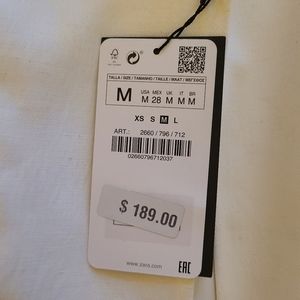 TALLA / SIZE / TAMANHO / TAILLE / MAAT / ΜΕΓΕΘΟΣ
M
USA MEX UK IT BR
M 28 M M M
XS S M L
ART.: 2660 / 796 / 712
02660796712037
$ 189.00
www.zara.com
EAC